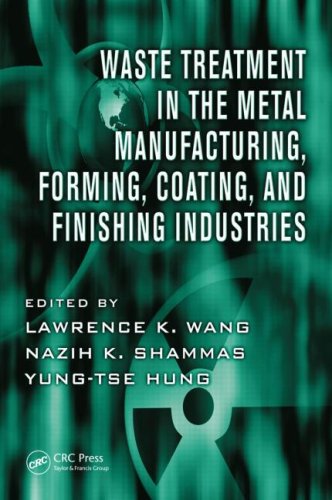 WASTE TREATMENT
IN THE METAL
MANUFACTURING,
FORMING, COATING, AND
FINISHING INDUSTRIES
EDITED BY
LAWRENCE K. WANG
NAZIH K. SHAMMAS
YUNG-TSE HUNG
CRC CRC Press
Taylor & Francis Group